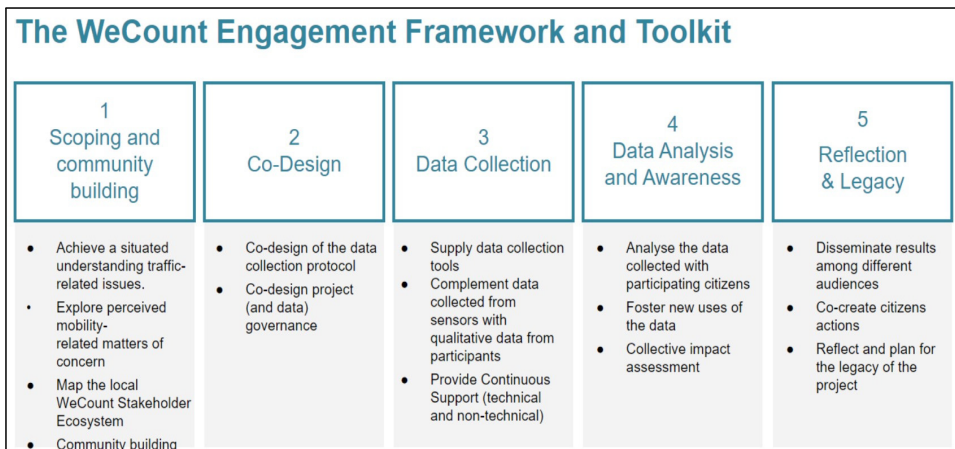 The WeCount Engagement Framework and Toolkit
1
Scoping and
community
building
● Achieve a situated
understanding traffic-
related issues.
• Explore perceived
mobility-
related matters of
concern
● Map the local
WeCount Stakeholder
Ecosystem
● Community building
2
Co-Design
● Co-design of the data
collection protocol
● Co-design project
(and data)
governance
3
Data Collection
● Supply data collection
tools
● Complement data
collected from
sensors with
qualitative data from
participants
● Provide Continuous
Support (technical
and non-technical)
4
Data Analysis
and Awareness
● Analyse the data
collected with
participating citizens
● Foster new uses of
the data
● Collective impact
assessment
5
Reflection
& Legacy
● Disseminate results
among different
audiences
● Co-create citizens
actions
● Reflect and plan for
the legacy of the
project